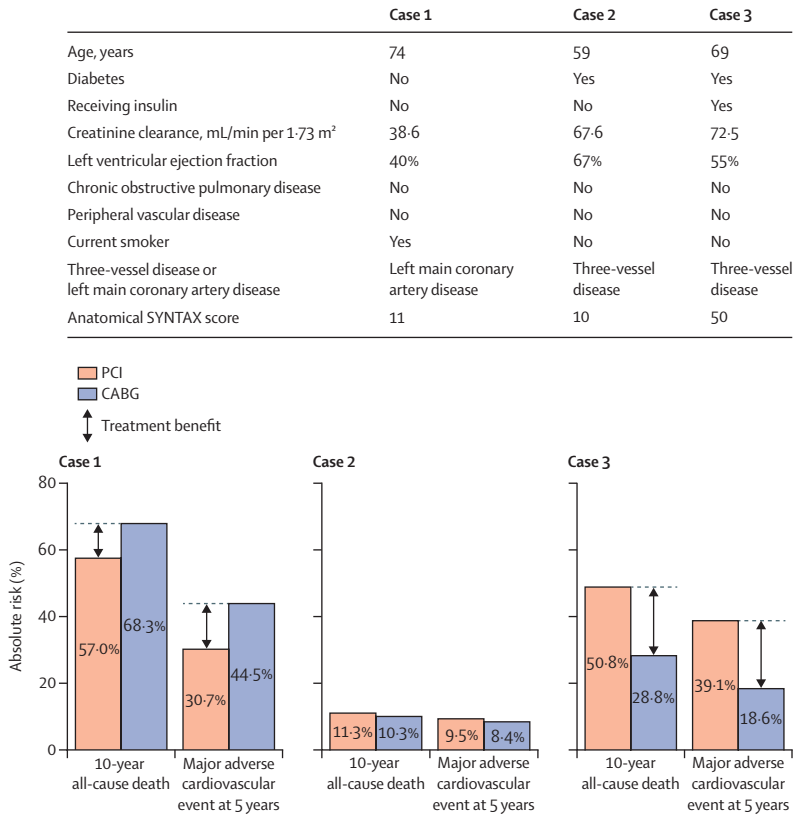 Case 1 Case 2 Case 3
Age, years 74 59 69
Diabetes No Yes Yes
Receiving insulin No No Yes
Creatinine clearance, mL/min per 1·73 m² 38·6 67·6 72·5
Left ventricular ejection fraction 40% 67% 55%
Chronic obstructive pulmonary disease No No No
Peripheral vascular disease No No No
Current smoker Yes No No
Three-vessel disease or Left main coronary Three-vessel Three-vessel
left main coronary artery disease artery disease disease disease
Anatomical SYNTAX score 11 10 50
PCI
CABG
Treatment benefit
Case 1 Case 2 Case 3
Absolute risk (%)
80
60
40
20
0
57·0% 68·3% 30·7% 44·5%
11·3% 10·3% 9·5% 8·4%
50·8% 28·8% 39·1% 18·6%
10-year Major adverse 10-year Major adverse 10-year Major adverse
all-cause death cardiovascular all-cause death cardiovascular all-cause death cardiovascular
event at 5 years event at 5 years event at 5 years